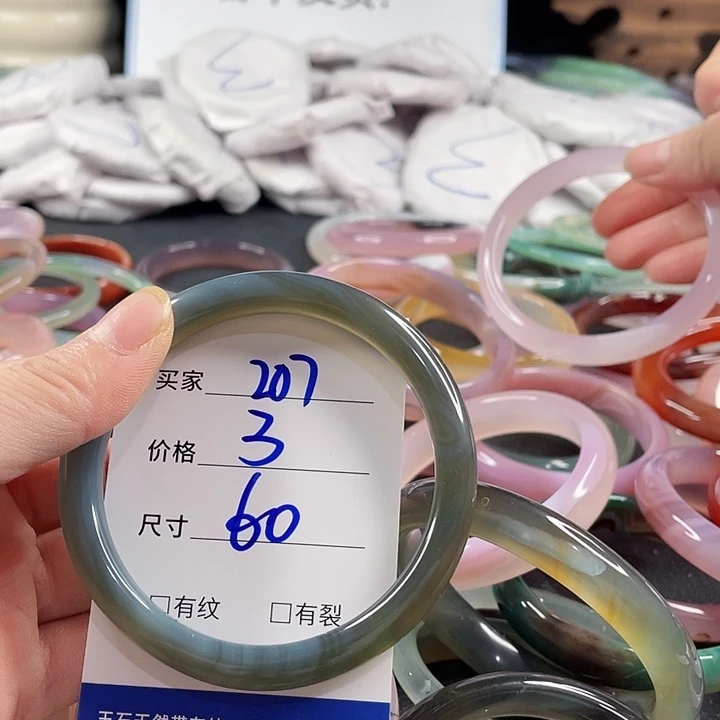 买家 207
价格 3
尺寸 60
□有纹 □有裂